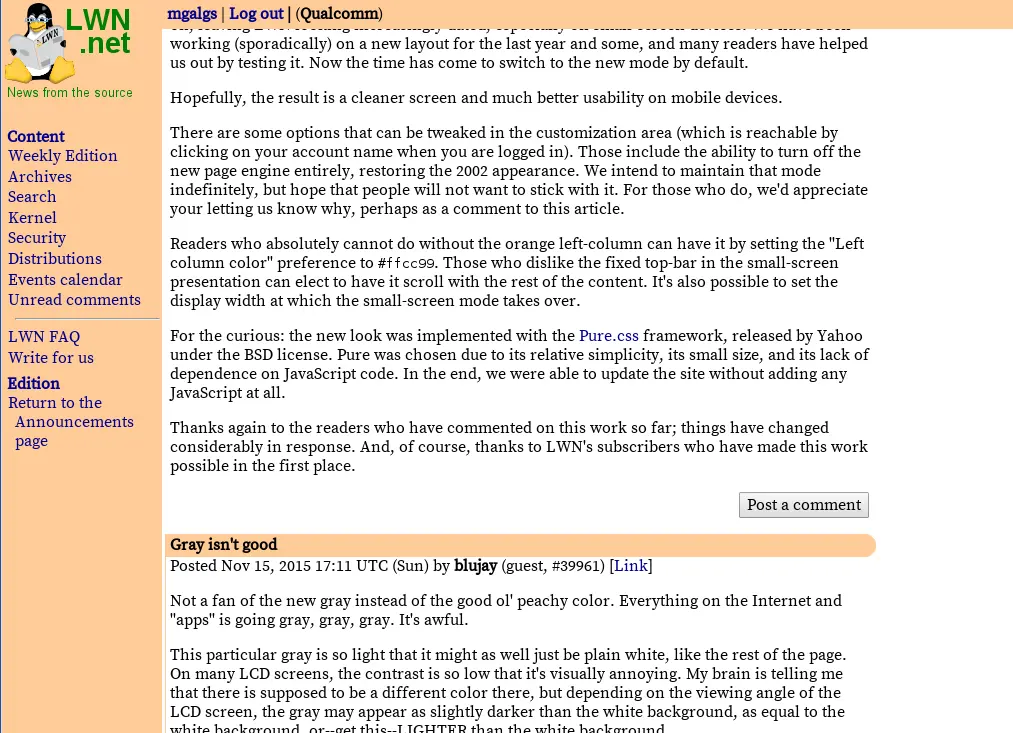 LWN
.net
News from the source
mgalgs | Log out | (Qualcomm)
Content
Weekly Edition
Archives
Search
Kernel
Security
Distributions
Events calendar
Unread comments
LWN FAQ
Write for us
Edition
Return to the
Announcements
page
working (sporadically) on a new layout for the last year and some, and many readers have helped
us out by testing it. Now the time has come to switch to the new mode by default.
Hopefully, the result is a cleaner screen and much better usability on mobile devices.
There are some options that can be tweaked in the customization area (which is reachable by
clicking on your account name when you are logged in). Those include the ability to turn off the
new page engine entirely, restoring the 2002 appearance. We intend to maintain that mode
indefinitely, but hope that people will not want to stick with it. For those who do, we'd appreciate
your letting us know why, perhaps as a comment to this article.
Readers who absolutely cannot do without the orange left-column can have it by setting the "Left
column color" preference to #ffcc99. Those who dislike the fixed top-bar in the small-screen
presentation can elect to have it scroll with the rest of the content. It's also possible to set the
display width at which the small-screen mode takes over.
For the curious: the new look was implemented with the Pure.css framework, released by Yahoo
under the BSD license. Pure was chosen due to its relative simplicity, its small size, and its lack of
dependence on JavaScript code. In the end, we were able to update the site without adding any
JavaScript at all.
Thanks again to the readers who have commented on this work so far; things have changed
considerably in response. And, of course, thanks to LWN's subscribers who have made this work
possible in the first place.
Post a comment
Gray isn't good
Posted Nov 15, 2015 17:11 UTC (Sun) by blujay (guest, #39961) [Link]
Not a fan of the new gray instead of the good ol' peachy color. Everything on the Internet and
"apps" is going gray, gray, gray. It's awful.
This particular gray is so light that it might as well just be plain white, like the rest of the page.
On many LCD screens, the contrast is so low that it's visually annoying. My brain is telling me
that there is supposed to be a different color there, but depending on the viewing angle of the
LCD screen, the gray may appear as slightly darker than the white background, as equal to the
white background, or--get this--LIGHTER than the white background.